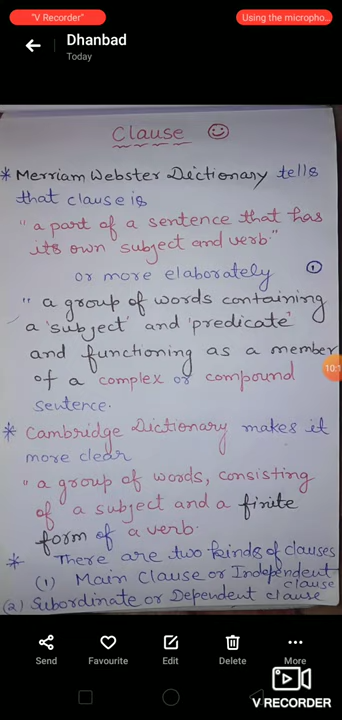 "V Recorder"
Using the micropho...
Dhanbad
Today
Clause
* Merriam Webster Dictionary tells
that clause is
"a part of a sentence that has
its own subject and verb."
or more elaborately ①
"a group of words containing
a 'subject' and 'predicate'
and functioning as a member
of a complex or compound
sentence.
* Cambridge Dictionary makes it
more clear
"a group of words, consisting
of a subject and a finite
form of a verb.
* There are two kinds of clauses
(1) Main Clause or Independent
clause
(2) Subordinate or Dependent clause
10:1
Send
Favourite
Edit
Delete
More
V RECORDER